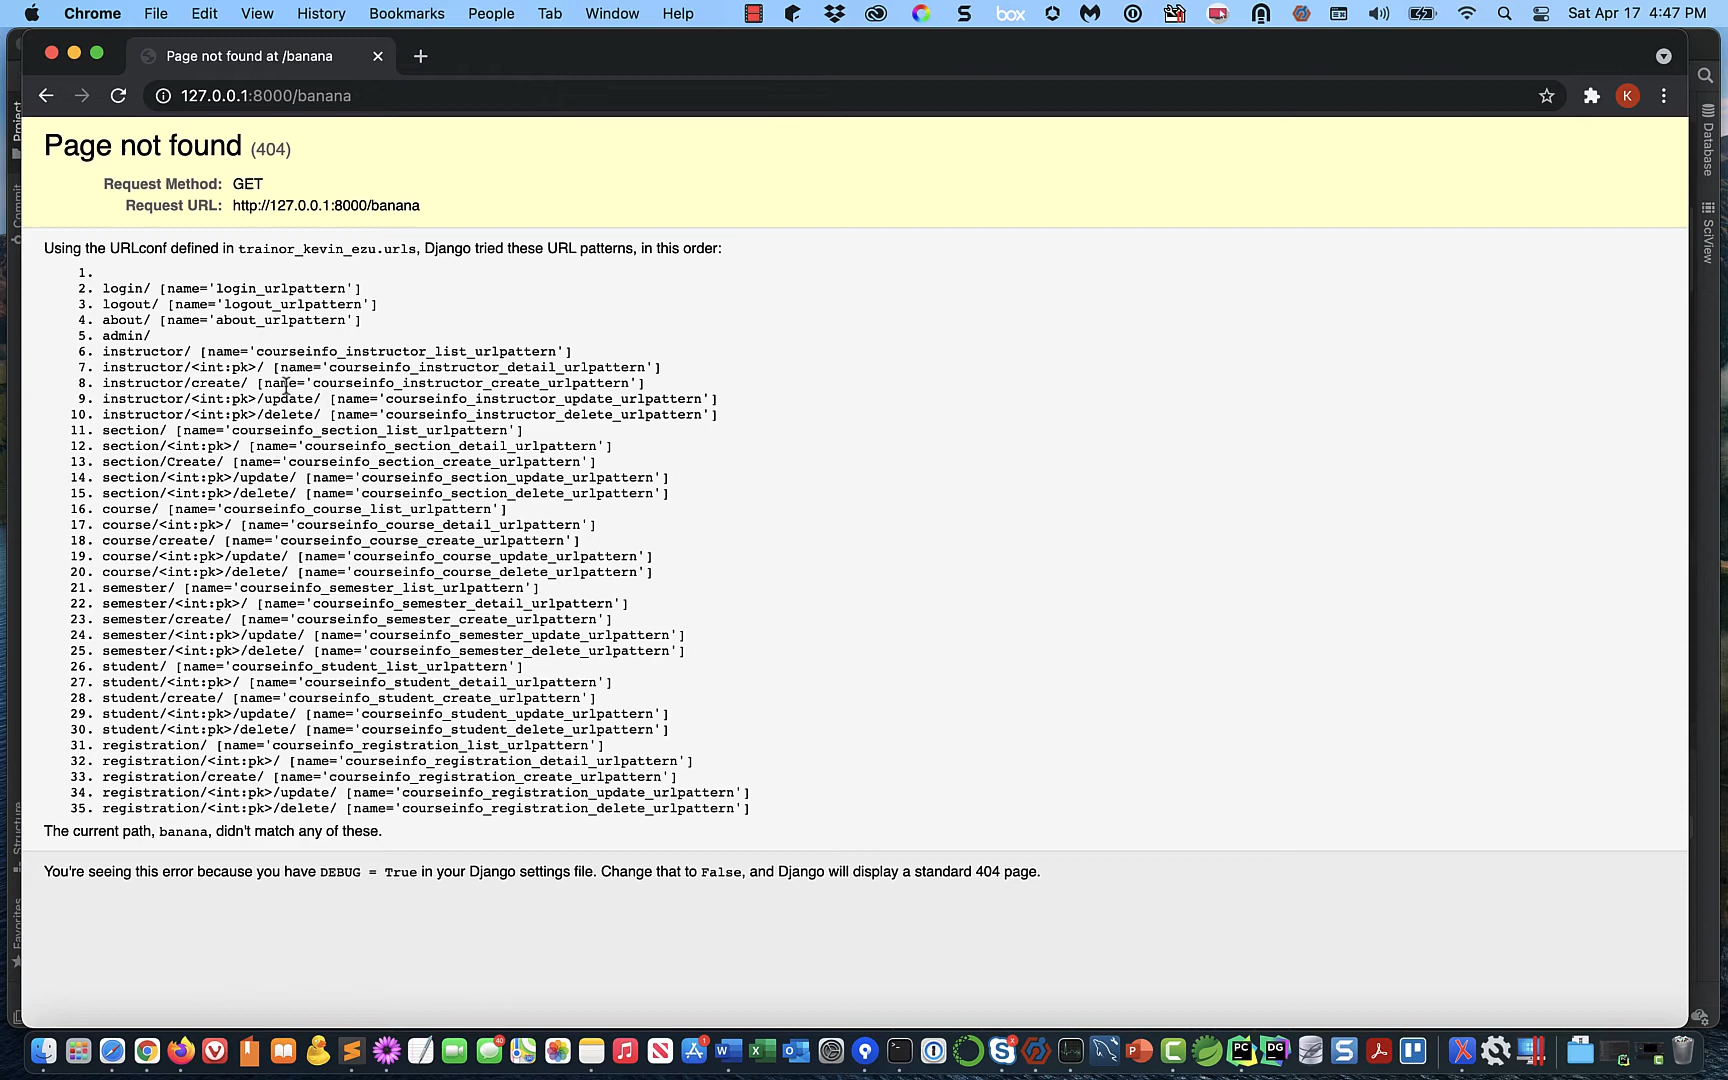 Chrome File Edit View History Bookmarks People Tab Window Help box Sat Apr 17 4:47 PM
Page not found at /banana
127.0.0.1:8000/banana
K
Project
Commit
Structure
Favorites
Database
SciView
Page not found (404)
Request Method: GET
Request URL: http://127.0.0.1:8000/banana
Using the URLconf defined in trainor_kevin_ezu.urls, Django tried these URL patterns, in this order:
1.
2. login/ [name='login_urlpattern']
3. logout/ [name='logout_urlpattern']
4. about/ [name='about_urlpattern']
5. admin/
6. instructor/ [name='courseinfo_instructor_list_urlpattern']
7. instructor/<int:pk>/ [name='courseinfo_instructor_detail_urlpattern']
8. instructor/create/ [name='courseinfo_instructor_create_urlpattern']
9. instructor/<int:pk>/update/ [name='courseinfo_instructor_update_urlpattern']
10. instructor/<int:pk>/delete/ [name='courseinfo_instructor_delete_urlpattern']
11. section/ [name='courseinfo_section_list_urlpattern']
12. section/<int:pk>/ [name='courseinfo_section_detail_urlpattern']
13. section/Create/ [name='courseinfo_section_create_urlpattern']
14. section/<int:pk>/update/ [name='courseinfo_section_update_urlpattern']
15. section/<int:pk>/delete/ [name='courseinfo_section_delete_urlpattern']
16. course/ [name='courseinfo_course_list_urlpattern']
17. course/<int:pk>/ [name='courseinfo_course_detail_urlpattern']
18. course/create/ [name='courseinfo_course_create_urlpattern']
19. course/<int:pk>/update/ [name='courseinfo_course_update_urlpattern']
20. course/<int:pk>/delete/ [name='courseinfo_course_delete_urlpattern']
21. semester/ [name='courseinfo_semester_list_urlpattern']
22. semester/<int:pk>/ [name='courseinfo_semester_detail_urlpattern']
23. semester/create/ [name='courseinfo_semester_create_urlpattern']
24. semester/<int:pk>/update/ [name='courseinfo_semester_update_urlpattern']
25. semester/<int:pk>/delete/ [name='courseinfo_semester_delete_urlpattern']
26. student/ [name='courseinfo_student_list_urlpattern']
27. student/<int:pk>/ [name='courseinfo_student_detail_urlpattern']
28. student/create/ [name='courseinfo_student_create_urlpattern']
29. student/<int:pk>/update/ [name='courseinfo_student_update_urlpattern']
30. student/<int:pk>/delete/ [name='courseinfo_student_delete_urlpattern']
31. registration/ [name='courseinfo_registration_list_urlpattern']
32. registration/<int:pk>/ [name='courseinfo_registration_detail_urlpattern']
33. registration/create/ [name='courseinfo_registration_create_urlpattern']
34. registration/<int:pk>/update/ [name='courseinfo_registration_update_urlpattern']
35. registration/<int:pk>/delete/ [name='courseinfo_registration_delete_urlpattern']
The current path, banana, didn't match any of these.
You're seeing this error because you have DEBUG = True in your Django settings file. Change that to False, and Django will display a standard 404 page.